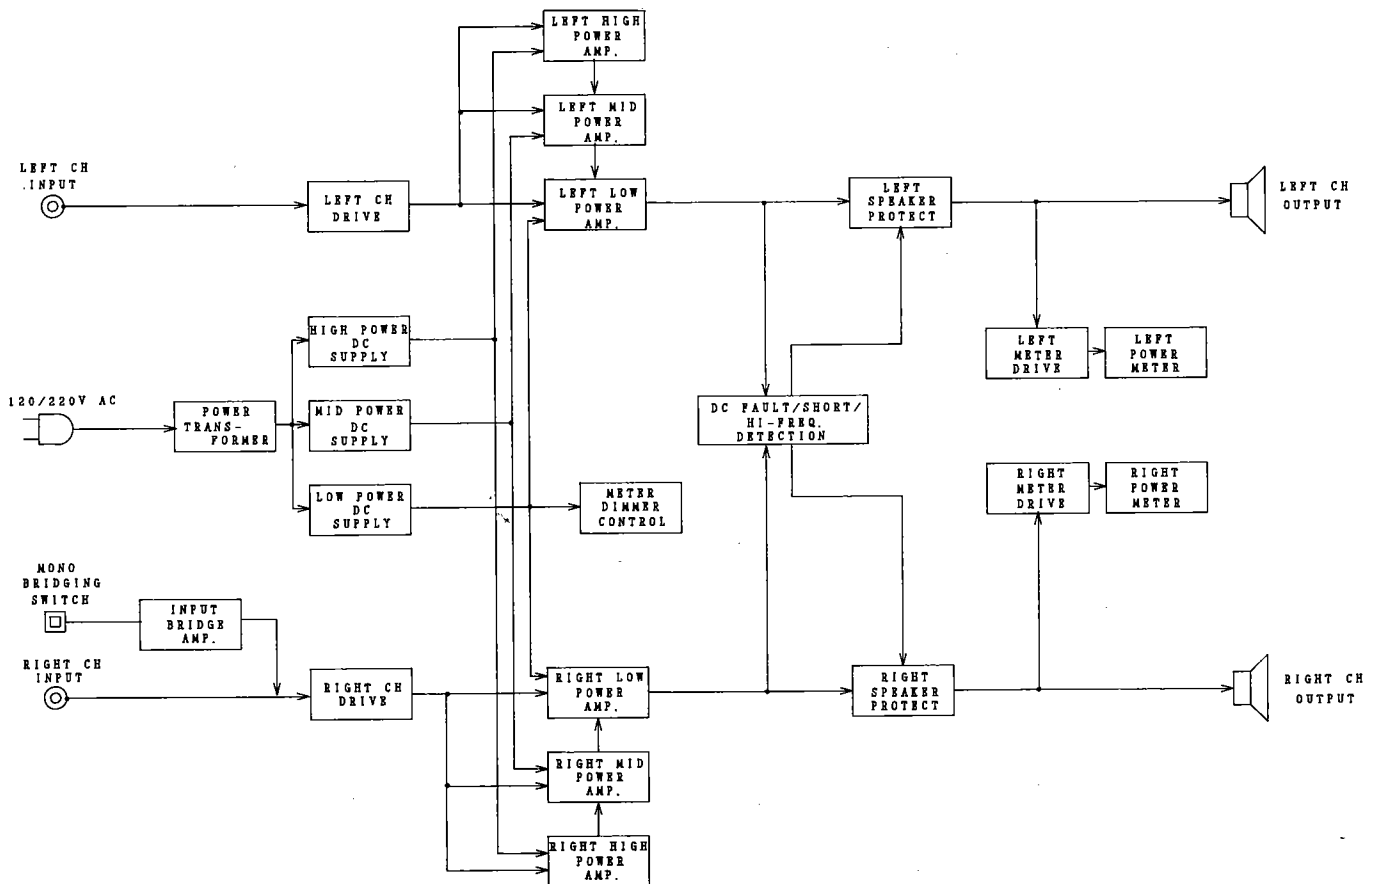 LEFT HIGH
POWER
AMP.
LEFT MID
POWER
AMP.
LEFT CH
.INPUT
LEFT CH
DRIVE
LEFT LOW
POWER
AMP.
LEFT
SPEAKER
PROTECT
LEFT CH
OUTPUT
HIGH POWER
DC
SUPPLY
LEFT
METER
DRIVE
LEFT
POWER
METER
120/220V AC
POWER
TRANS-
FORMER
MID POWER
DC
SUPPLY
DC FAULT/SHORT/
HI-FREQ.
DETECTION
LOW POWER
DC
SUPPLY
METER
DIMMER
CONTROL
RIGHT
METER
DRIVE
RIGHT
POWER
METER
MONO
BRIDGING
SWITCH
INPUT
BRIDGE
AMP.
RIGHT CH
INPUT
RIGHT CH
DRIVE
RIGHT LOW
POWER
AMP.
RIGHT
SPEAKER
PROTECT
RIGHT CH
OUTPUT
RIGHT MID
POWER
AMP.
RIGHT HIGH
POWER
AMP.